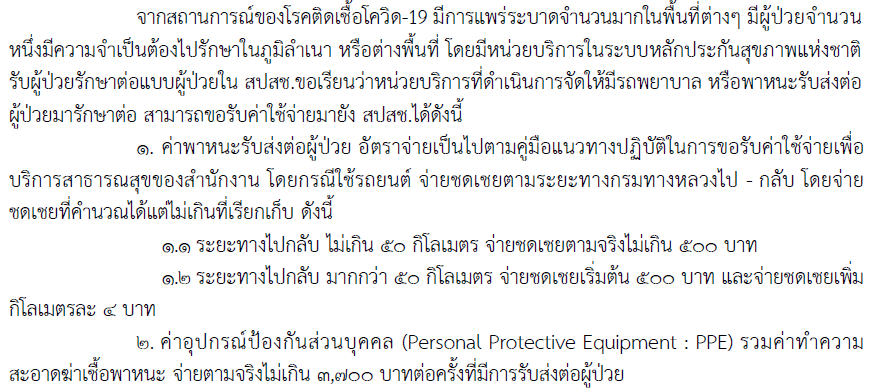 จากสถานการณ์ของโรคติดเชื้อโควิด-19 มีการแพร่ระบาดจำนวนมากในพื้นที่ต่างๆ มีผู้ป่วยจำนวน
หนึ่งมีความจำเป็นต้องไปรักษาในภูมิลำเนา หรือต่างพื้นที่ โดยมีหน่วยบริการในระบบหลักประกันสุขภาพแห่งชาติ
รับผู้ป่วยรักษาต่อแบบผู้ป่วยใน สปสช.ขอเรียนว่าหน่วยบริการที่ดำเนินการจัดให้มีรถพยาบาล หรือพาหนะรับส่งต่อ
ผู้ป่วยมารักษาต่อ สามารถขอรับค่าใช้จ่ายมายัง สปสช.ได้ดังนี้
๑. ค่าพาหนะรับส่งต่อผู้ป่วย อัตราจ่ายเป็นไปตามคู่มือแนวทางปฏิบัติในการขอรับค่าใช้จ่ายเพื่อ
บริการสาธารณสุขของสำนักงาน โดยกรณีใช้รถยนต์ จ่ายชดเชยตามระยะทางกรมทางหลวงไป - กลับ โดยจ่าย
ชดเชยที่คำนวณได้แต่ไม่เกินที่เรียกเก็บ ดังนี้
๑.๑ ระยะทางไปกลับ ไม่เกิน ๕๐ กิโลเมตร จ่ายชดเชยตามจริงไม่เกิน ๕๐๐ บาท
๑.๒ ระยะทางไปกลับ มากกว่า ๕๐ กิโลเมตร จ่ายชดเชยเริ่มต้น ๕๐๐ บาท และจ่ายชดเชยเพิ่ม
กิโลเมตรละ ๔ บาท
๒. ค่าอุปกรณ์ป้องกันส่วนบุคคล (Personal Protective Equipment : PPE) รวมค่าทำความ
สะอาดฆ่าเชื้อพาหนะ จ่ายตามจริงไม่เกิน ๓,๗๐๐ บาทต่อครั้งที่มีการรับส่งต่อผู้ป่วย